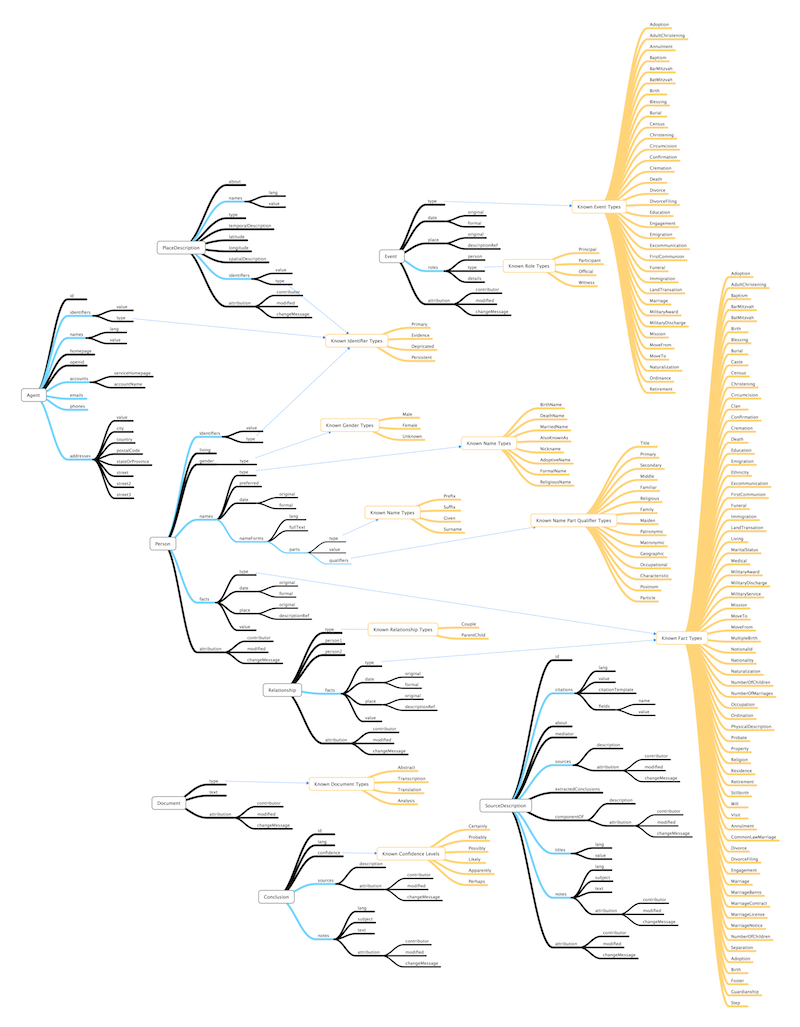 PlaceDescription
about
names
lang
value
type
temporalDescription
latitude
longitude
spatialDescription
identifiers
value
type
attribution
contributor
modified
changeMessage
Event
type
date
original
formal
place
original
descriptionRef
roles
person
type
details
attribution
contributor
modified
changeMessage
Known Role Types
Principal
Participant
Official
Witness
Known Event Types
Adoption
AdultChristening
Annulment
Baptism
BarMitzvah
BatMitzvah
Birth
Blessing
Burial
Census
Christening
Circumcision
Confirmation
Cremation
Death
Divorce
DivorceFiling
Education
Engagement
Emigration
Excommunication
FirstCommunion
Funeral
Immigration
LandTransation
Marriage
MilitaryAward
MilitaryDischarge
Mission
MoveFrom
MoveTo
Naturalization
Ordinance
Retirement
Agent
id
identifiers
value
type
names
lang
value
homepage
openid
accounts
serviceHomepage
accountName
emails
phones
addresses
value
city
country
postalCode
stateOrProvince
street
street2
street3
Known Identifier Types
Primary
Evidence
Depricated
Persistent
Person
identifiers
value
type
living
gender
type
names
type
preferred
date
original
formal
nameForms
lang
fullText
parts
type
value
qualifiers
facts
type
date
original
formal
place
original
descriptionRef
value
attribution
contributor
modified
changeMessage
Known Gender Types
Male
Female
Unknown
Known Name Types
BirthName
DeathName
MarriedName
AlsoKnownAs
Nickname
AdoptiveName
FormalName
ReligiousName
Known Name Types
Prefix
Suffix
Given
Surname
Known Name Part Qualifier Types
Title
Primary
Secondary
Middle
Familiar
Religious
Family
Maiden
Patronymic
Matronymic
Geographic
Occupational
Characteristic
Postnom
Particle
Relationship
type
person1
person2
facts
type
date
original
formal
place
original
descriptionRef
value
attribution
contributor
modified
changeMessage
Known Relationship Types
Couple
ParentChild
Known Fact Types
Adoption
AdultChristening
Baptism
BarMitzvah
BatMitzvah
Birth
Blessing
Burial
Caste
Census
Christening
Circumcision
Clan
Confirmation
Cremation
Death
Education
Emigration
Ethnicity
Excommunication
FirstCommunion
Funeral
Immigration
LandTransation
Living
MaritalStatus
Medical
MilitaryAward
MilitaryDischarge
MilitaryService
Mission
MoveTo
MoveFrom
MultipleBirth
NationalId
Nationality
Naturalization
NumberOfChildren
NumberOfMarriages
Occupation
Ordination
PhysicalDescription
Probate
Property
Religion
Residence
Retirement
Stillbirth
Will
Visit
Annulment
CommonLawMarriage
Divorce
DivorceFiling
Engagement
Marriage
MarriageBanns
MarriageContract
MarriageLicense
MarriageNotice
NumberOfChildren
Separation
Adoption
Birth
Foster
Guardianship
Step
Document
type
text
attribution
contributor
modified
changeMessage
Known Document Types
Abstract
Transcription
Translation
Analysis
Conclusion
id
lang
confidence
sources
description
attribution
contributor
modified
changeMessage
notes
lang
subject
text
attribution
contributor
modified
changeMessage
Known Confidence Levels
Certainly
Probably
Possibly
Likely
Apparently
Perhaps
SourceDescription
id
citations
lang
value
citationTemplate
fields
name
value
about
mediator
sources
description
attribution
contributor
modified
changeMessage
extractedConclusions
componentOf
description
attribution
contributor
modified
changeMessage
titles
lang
value
notes
lang
subject
text
attribution
contributor
modified
changeMessage
attribution
contributor
modified
changeMessage